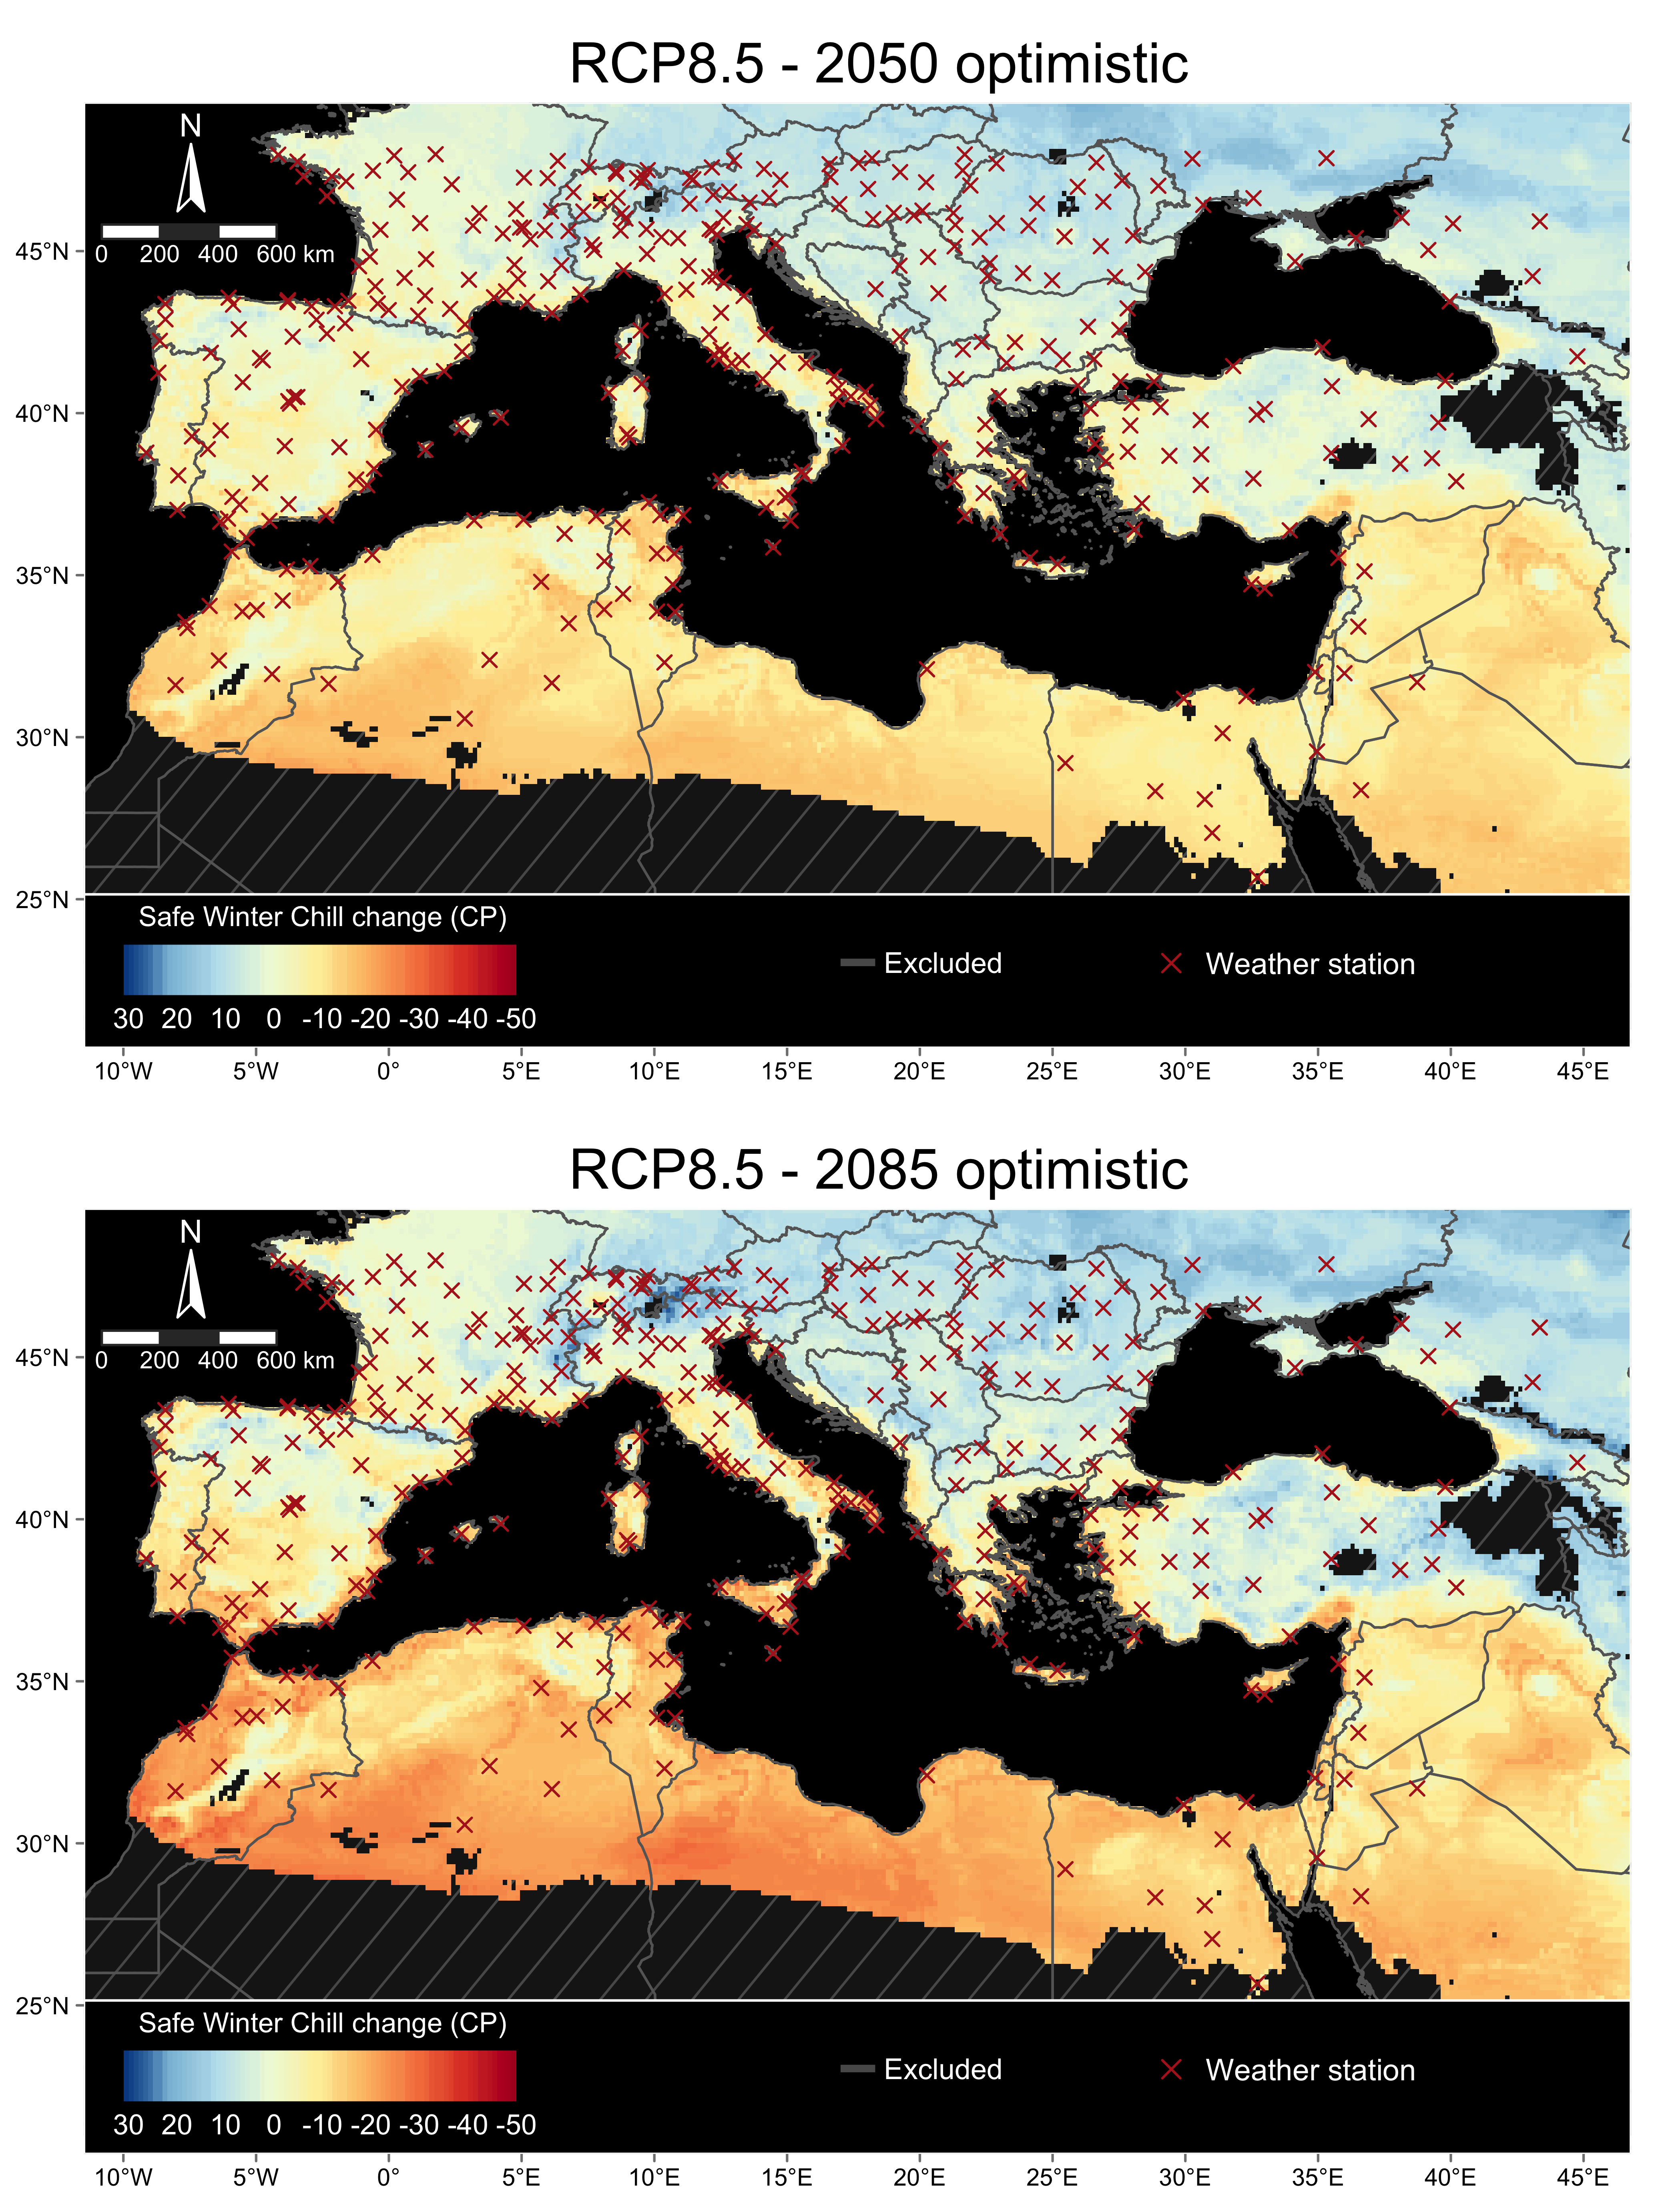 RCP8.5 - 2050 optimistic
N
0 200 400 600 km
45°N
40°N
35°N
30°N
25°N
Safe Winter Chill change (CP)
Excluded
Weather station
30 20 10 0 -10 -20 -30 -40 -50
10°W 5°W 0° 5°E 10°E 15°E 20°E 25°E 30°E 35°E 40°E 45°E
RCP8.5 - 2085 optimistic
N
0 200 400 600 km
45°N
40°N
35°N
30°N
25°N
Safe Winter Chill change (CP)
Excluded
Weather station
30 20 10 0 -10 -20 -30 -40 -50
10°W 5°W 0° 5°E 10°E 15°E 20°E 25°E 30°E 35°E 40°E 45°E